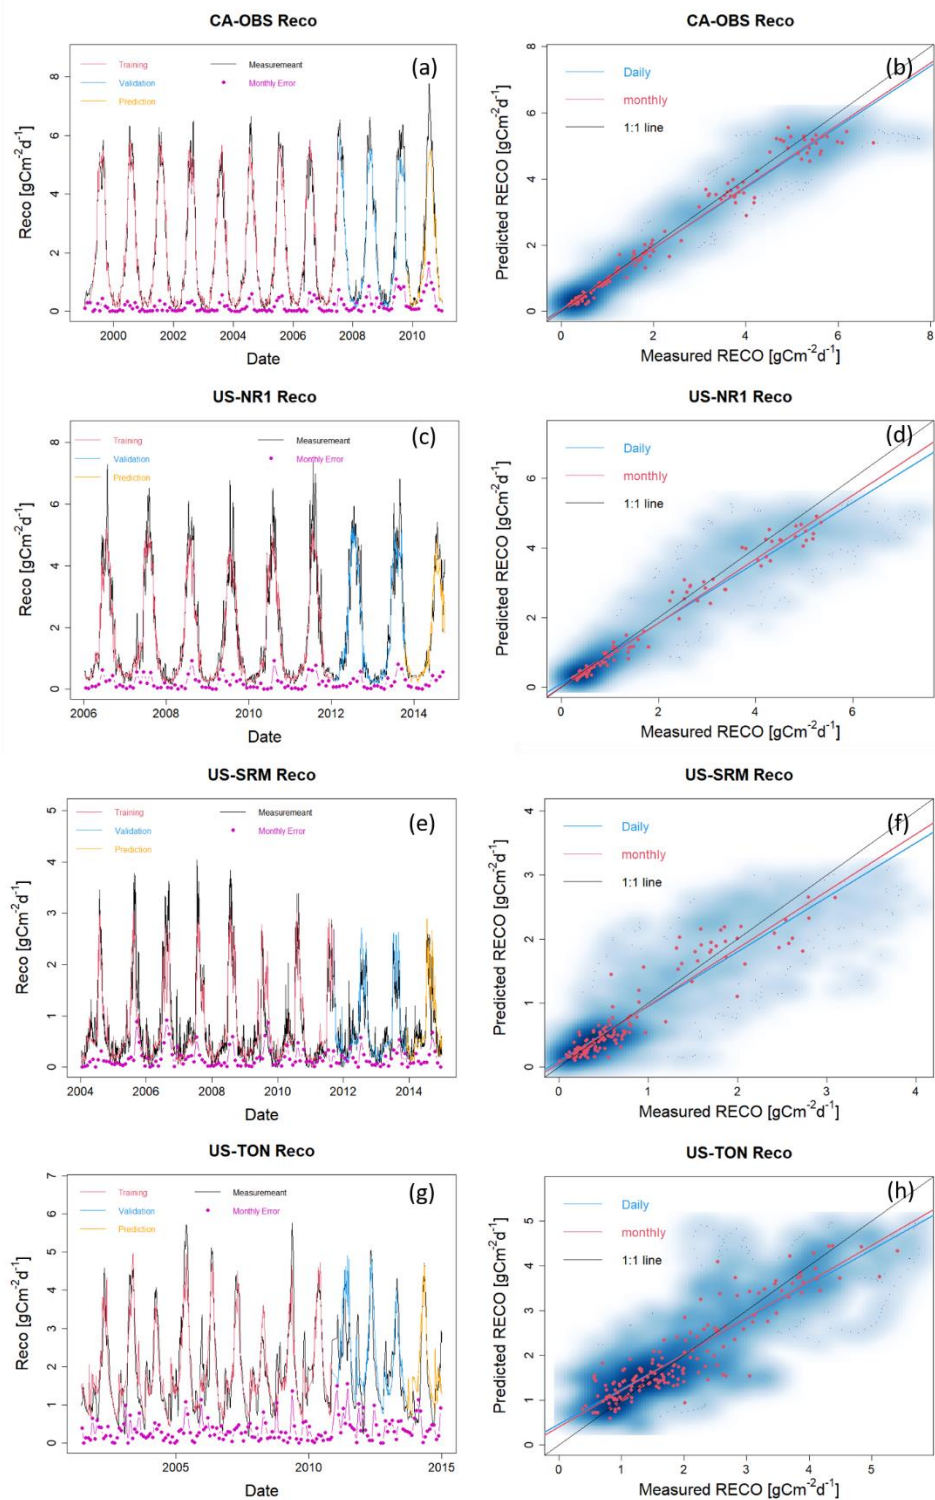 CA-OBS Reco
Training
Validation
Prediction
Measuremeant
Monthly Error
(a)
Reco [gCm⁻²d⁻¹]
8
6
4
2
0
2000 2002 2004 2006 2008 2010
Date
CA-OBS Reco
Daily
monthly
1:1 line
(b)
Predicted RECO [gCm⁻²d⁻¹]
8
6
4
2
0
0 2 4 6 8
Measured RECO [gCm⁻²d⁻¹]
US-NR1 Reco
Training
Validation
Prediction
Measuremeant
Monthly Error
(c)
Reco [gCm⁻²d⁻¹]
8
6
4
2
0
2006 2008 2010 2012 2014
Date
US-NR1 Reco
Daily
monthly
1:1 line
(d)
Predicted RECO [gCm⁻²d⁻¹]
6
4
2
0
0 2 4 6
Measured RECO [gCm⁻²d⁻¹]
US-SRM Reco
Training
Validation
Prediction
Measuremeant
Monthly Error
(e)
Reco [gCm⁻²d⁻¹]
5
4
3
2
1
0
2004 2006 2008 2010 2012 2014
Date
US-SRM Reco
Daily
monthly
1:1 line
(f)
Predicted RECO [gCm⁻²d⁻¹]
4
3
2
1
0
0 1 2 3 4
Measured RECO [gCm⁻²d⁻¹]
US-TON Reco
Training
Validation
Prediction
Measuremeant
Monthly Error
(g)
Reco [gCm⁻²d⁻¹]
7
6
5
4
3
2
1
0
2005 2010 2015
Date
US-TON Reco
Daily
monthly
1:1 line
(h)
Predicted RECO [gCm⁻²d⁻¹]
5
4
3
2
1
0
0 1 2 3 4 5
Measured RECO [gCm⁻²d⁻¹]